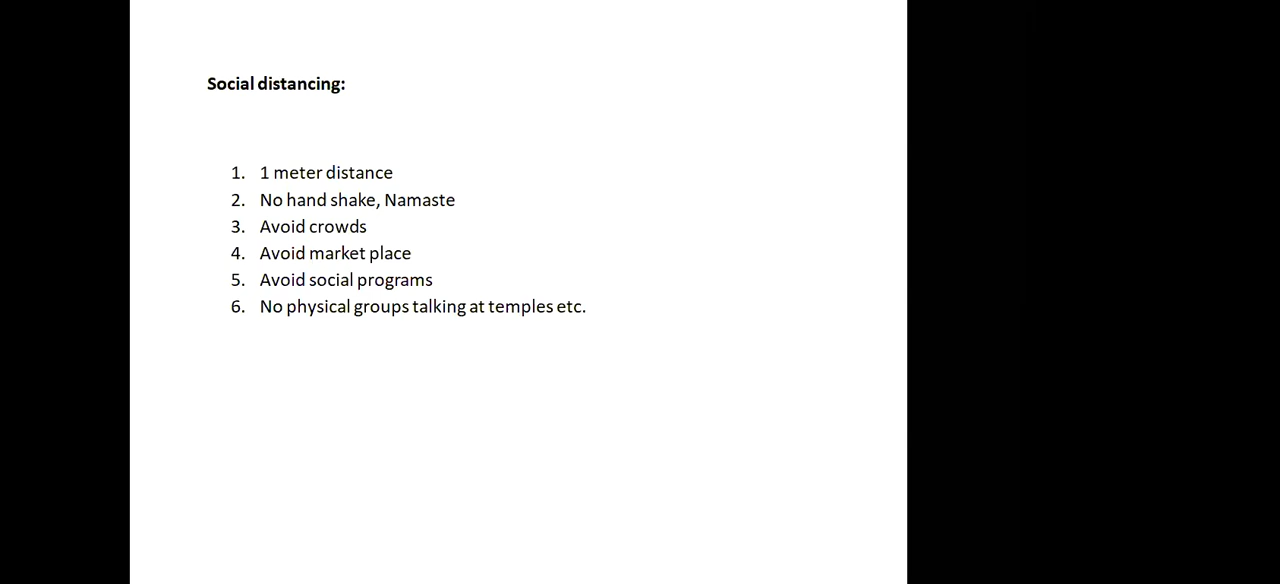 Social distancing:
1. 1 meter distance
2. No hand shake, Namaste
3. Avoid crowds
4. Avoid market place
5. Avoid social programs
6. No physical groups talking at temples etc.